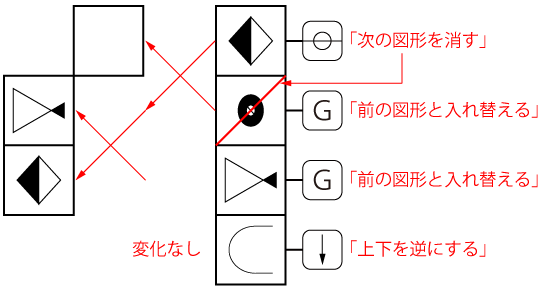 「次の図形を消す」
G
「前の図形と入れ替える」
G
「前の図形と入れ替える」
変化なし
「上下を逆にする」